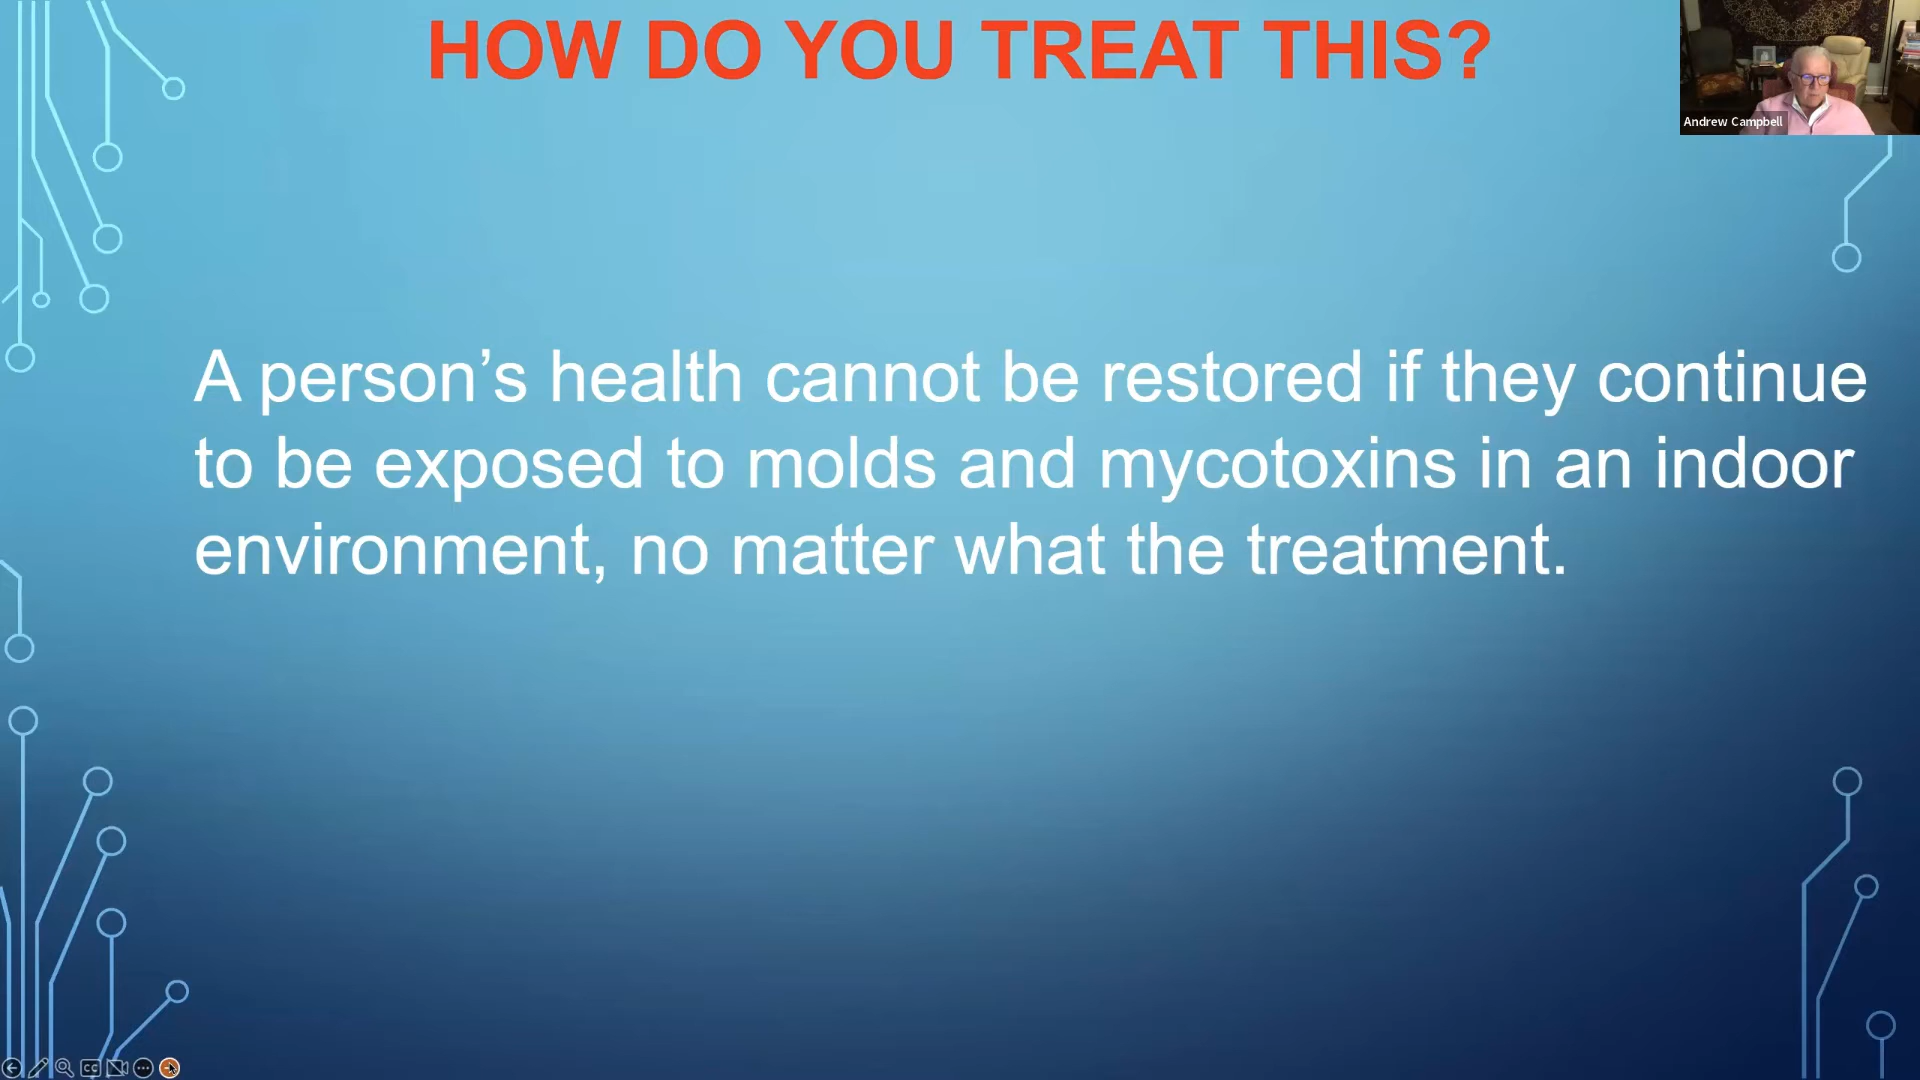 HOW DO YOU TREAT THIS?
Andrew Campbell
A person’s health cannot be restored if they continue
to be exposed to molds and mycotoxins in an indoor
environment, no matter what the treatment.
CC